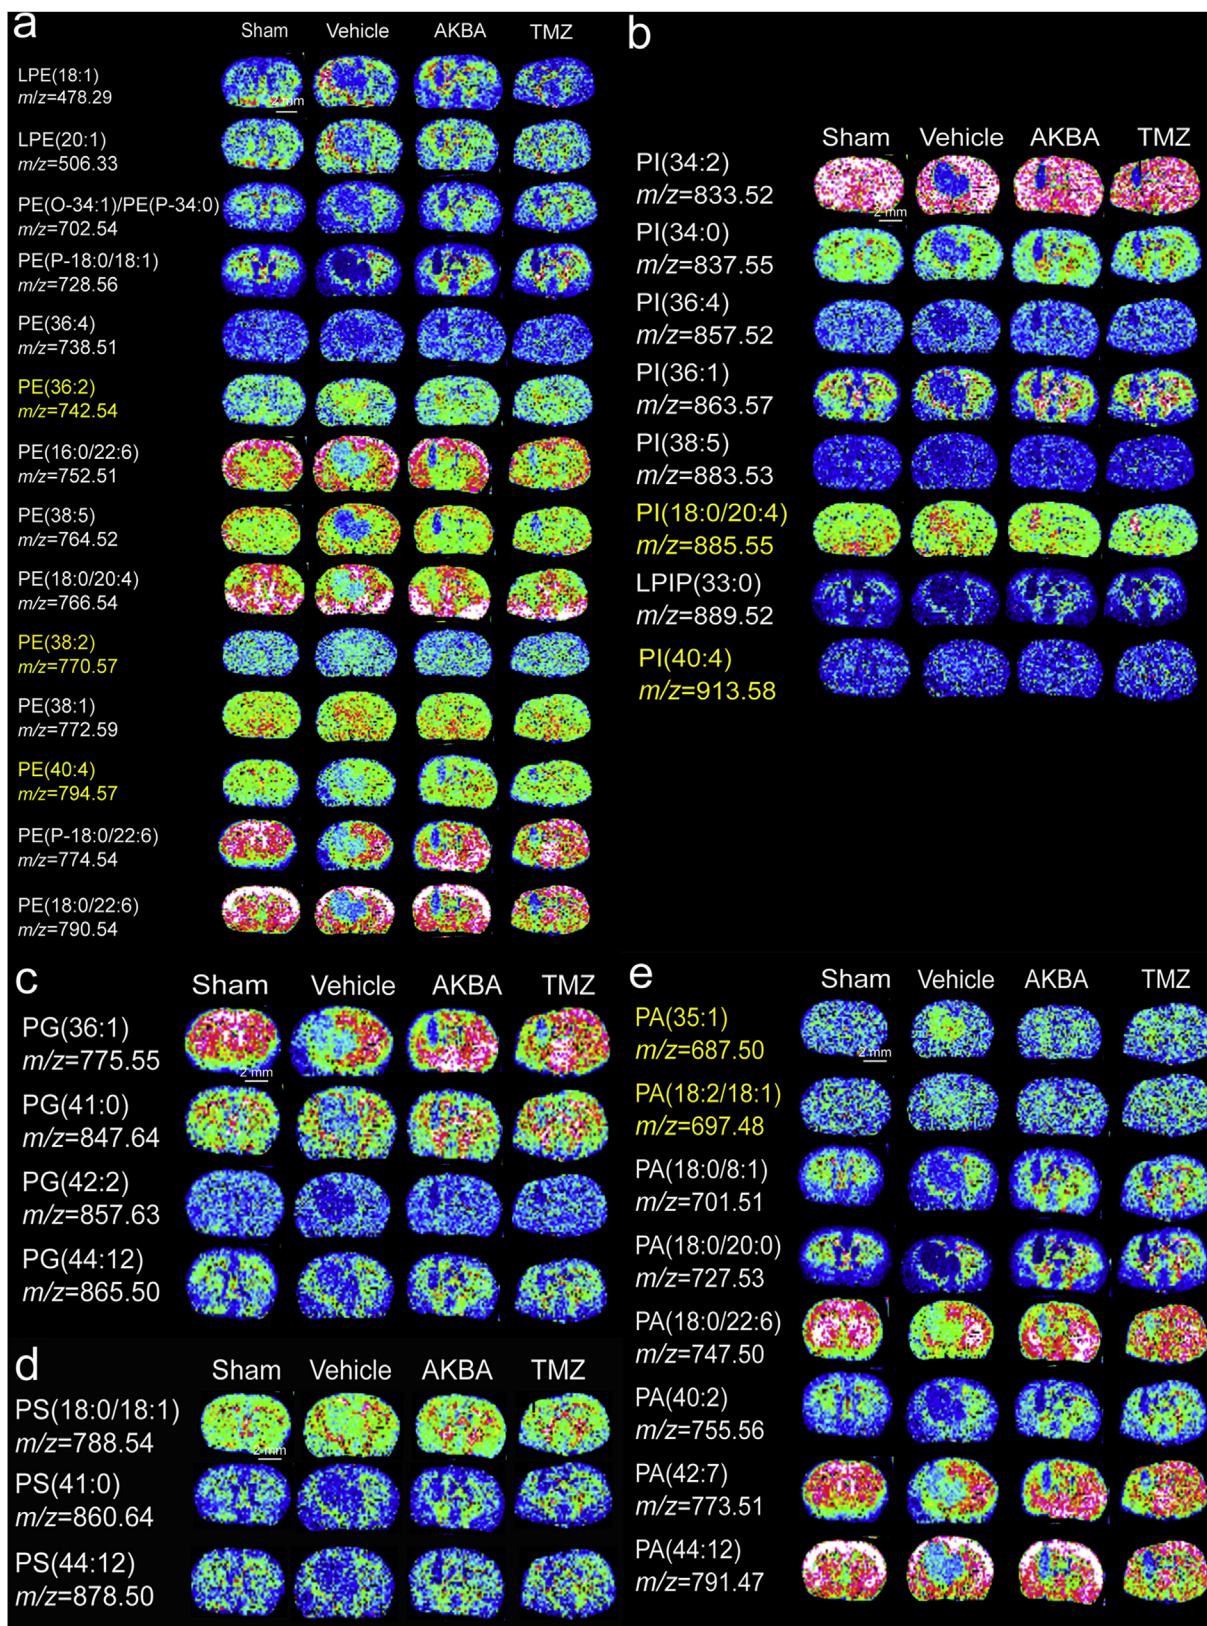 a
Sham Vehicle AKBA TMZ
LPE(18:1)
m/z=478.29
2 mm
LPE(20:1)
m/z=506.33
PE(O-34:1)/PE(P-34:0)
m/z=702.54
PE(P-18:0/18:1)
m/z=728.56
PE(36:4)
m/z=738.51
PE(36:2)
m/z=742.54
PE(16:0/22:6)
m/z=752.51
PE(38:5)
m/z=764.52
PE(18:0/20:4)
m/z=766.54
PE(38:2)
m/z=770.57
PE(38:1)
m/z=772.59
PE(40:4)
m/z=794.57
PE(P-18:0/22:6)
m/z=774.54
PE(18:0/22:6)
m/z=790.54
b
Sham Vehicle AKBA TMZ
PI(34:2)
m/z=833.52
2 mm
PI(34:0)
m/z=837.55
PI(36:4)
m/z=857.52
PI(36:1)
m/z=863.57
PI(38:5)
m/z=883.53
PI(18:0/20:4)
m/z=885.55
LPIP(33:0)
m/z=889.52
PI(40:4)
m/z=913.58
c
Sham Vehicle AKBA TMZ
PG(36:1)
m/z=775.55
2 mm
PG(41:0)
m/z=847.64
PG(42:2)
m/z=857.63
PG(44:12)
m/z=865.50
d
Sham Vehicle AKBA TMZ
PS(18:0/18:1)
m/z=788.54
2 mm
PS(41:0)
m/z=860.64
PS(44:12)
m/z=878.50
e
Sham Vehicle AKBA TMZ
PA(35:1)
m/z=687.50
2 mm
PA(18:2/18:1)
m/z=697.48
PA(18:0/8:1)
m/z=701.51
PA(18:0/20:0)
m/z=727.53
PA(18:0/22:6)
m/z=747.50
PA(40:2)
m/z=755.56
PA(42:7)
m/z=773.51
PA(44:12)
m/z=791.47